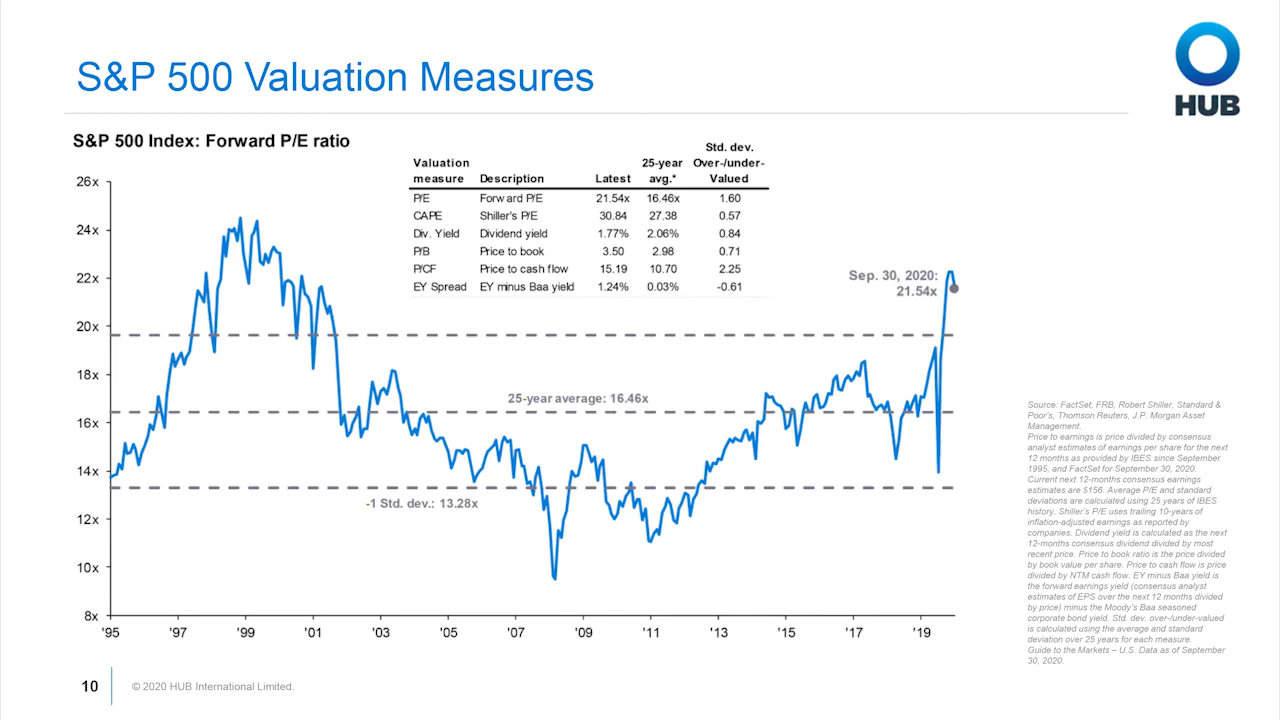 S&P 500 Valuation Measures
HUB
S&P 500 Index: Forward P/E ratio
Std. dev.
Valuation 25-year Over-/under-
measure Description Latest avg.* Valued
P/E Forward P/E 21.54x 16.46x 1.60
CAPE Shiller's P/E 30.84 27.38 0.57
Div. Yield Dividend yield 1.77% 2.06% 0.84
P/B Price to book 3.50 2.98 0.71
P/CF Price to cash flow 15.19 10.70 2.25
EY Spread EY minus Baa yield 1.24% 0.03% -0.61
26x
24x
22x
20x
18x
16x
14x
12x
10x
8x
Sep. 30, 2020:
21.54x
25-year average: 16.46x
-1 Std. dev.: 13.28x
'95 '97 '99 '01 '03 '05 '07 '09 '11 '13 '15 '17 '19
Source: FactSet, FRB, Robert Shiller, Standard &
Poor's, Thomson Reuters, J.P. Morgan Asset
Management.
Price to earnings is price divided by consensus
analyst estimates of earnings per share for the next
12 months as provided by IBES since September
1995, and FactSet for September 30, 2020.
Current next 12-months consensus earnings
estimates are $156. Average P/E and standard
deviations are calculated using 25 years of IBES
history. Shiller's P/E uses trailing 10-years of
inflation-adjusted earnings as reported by
companies. Dividend yield is calculated as the next
12-months consensus dividend divided by most
recent price. Price to book ratio is the price divided
by book value per share. Price to cash flow is price
divided by NTM cash flow. EY minus Baa yield is
the forward earnings yield (consensus analyst
estimates of EPS over the next 12 months divided
by price) minus the Moody's Baa seasoned
corporate bond yield. Std. dev. over-/under-valued
is calculated using the average and standard
deviation over 25 years for each measure.
Guide to the Markets – U.S. Data as of September
30, 2020.
10
© 2020 HUB International Limited.